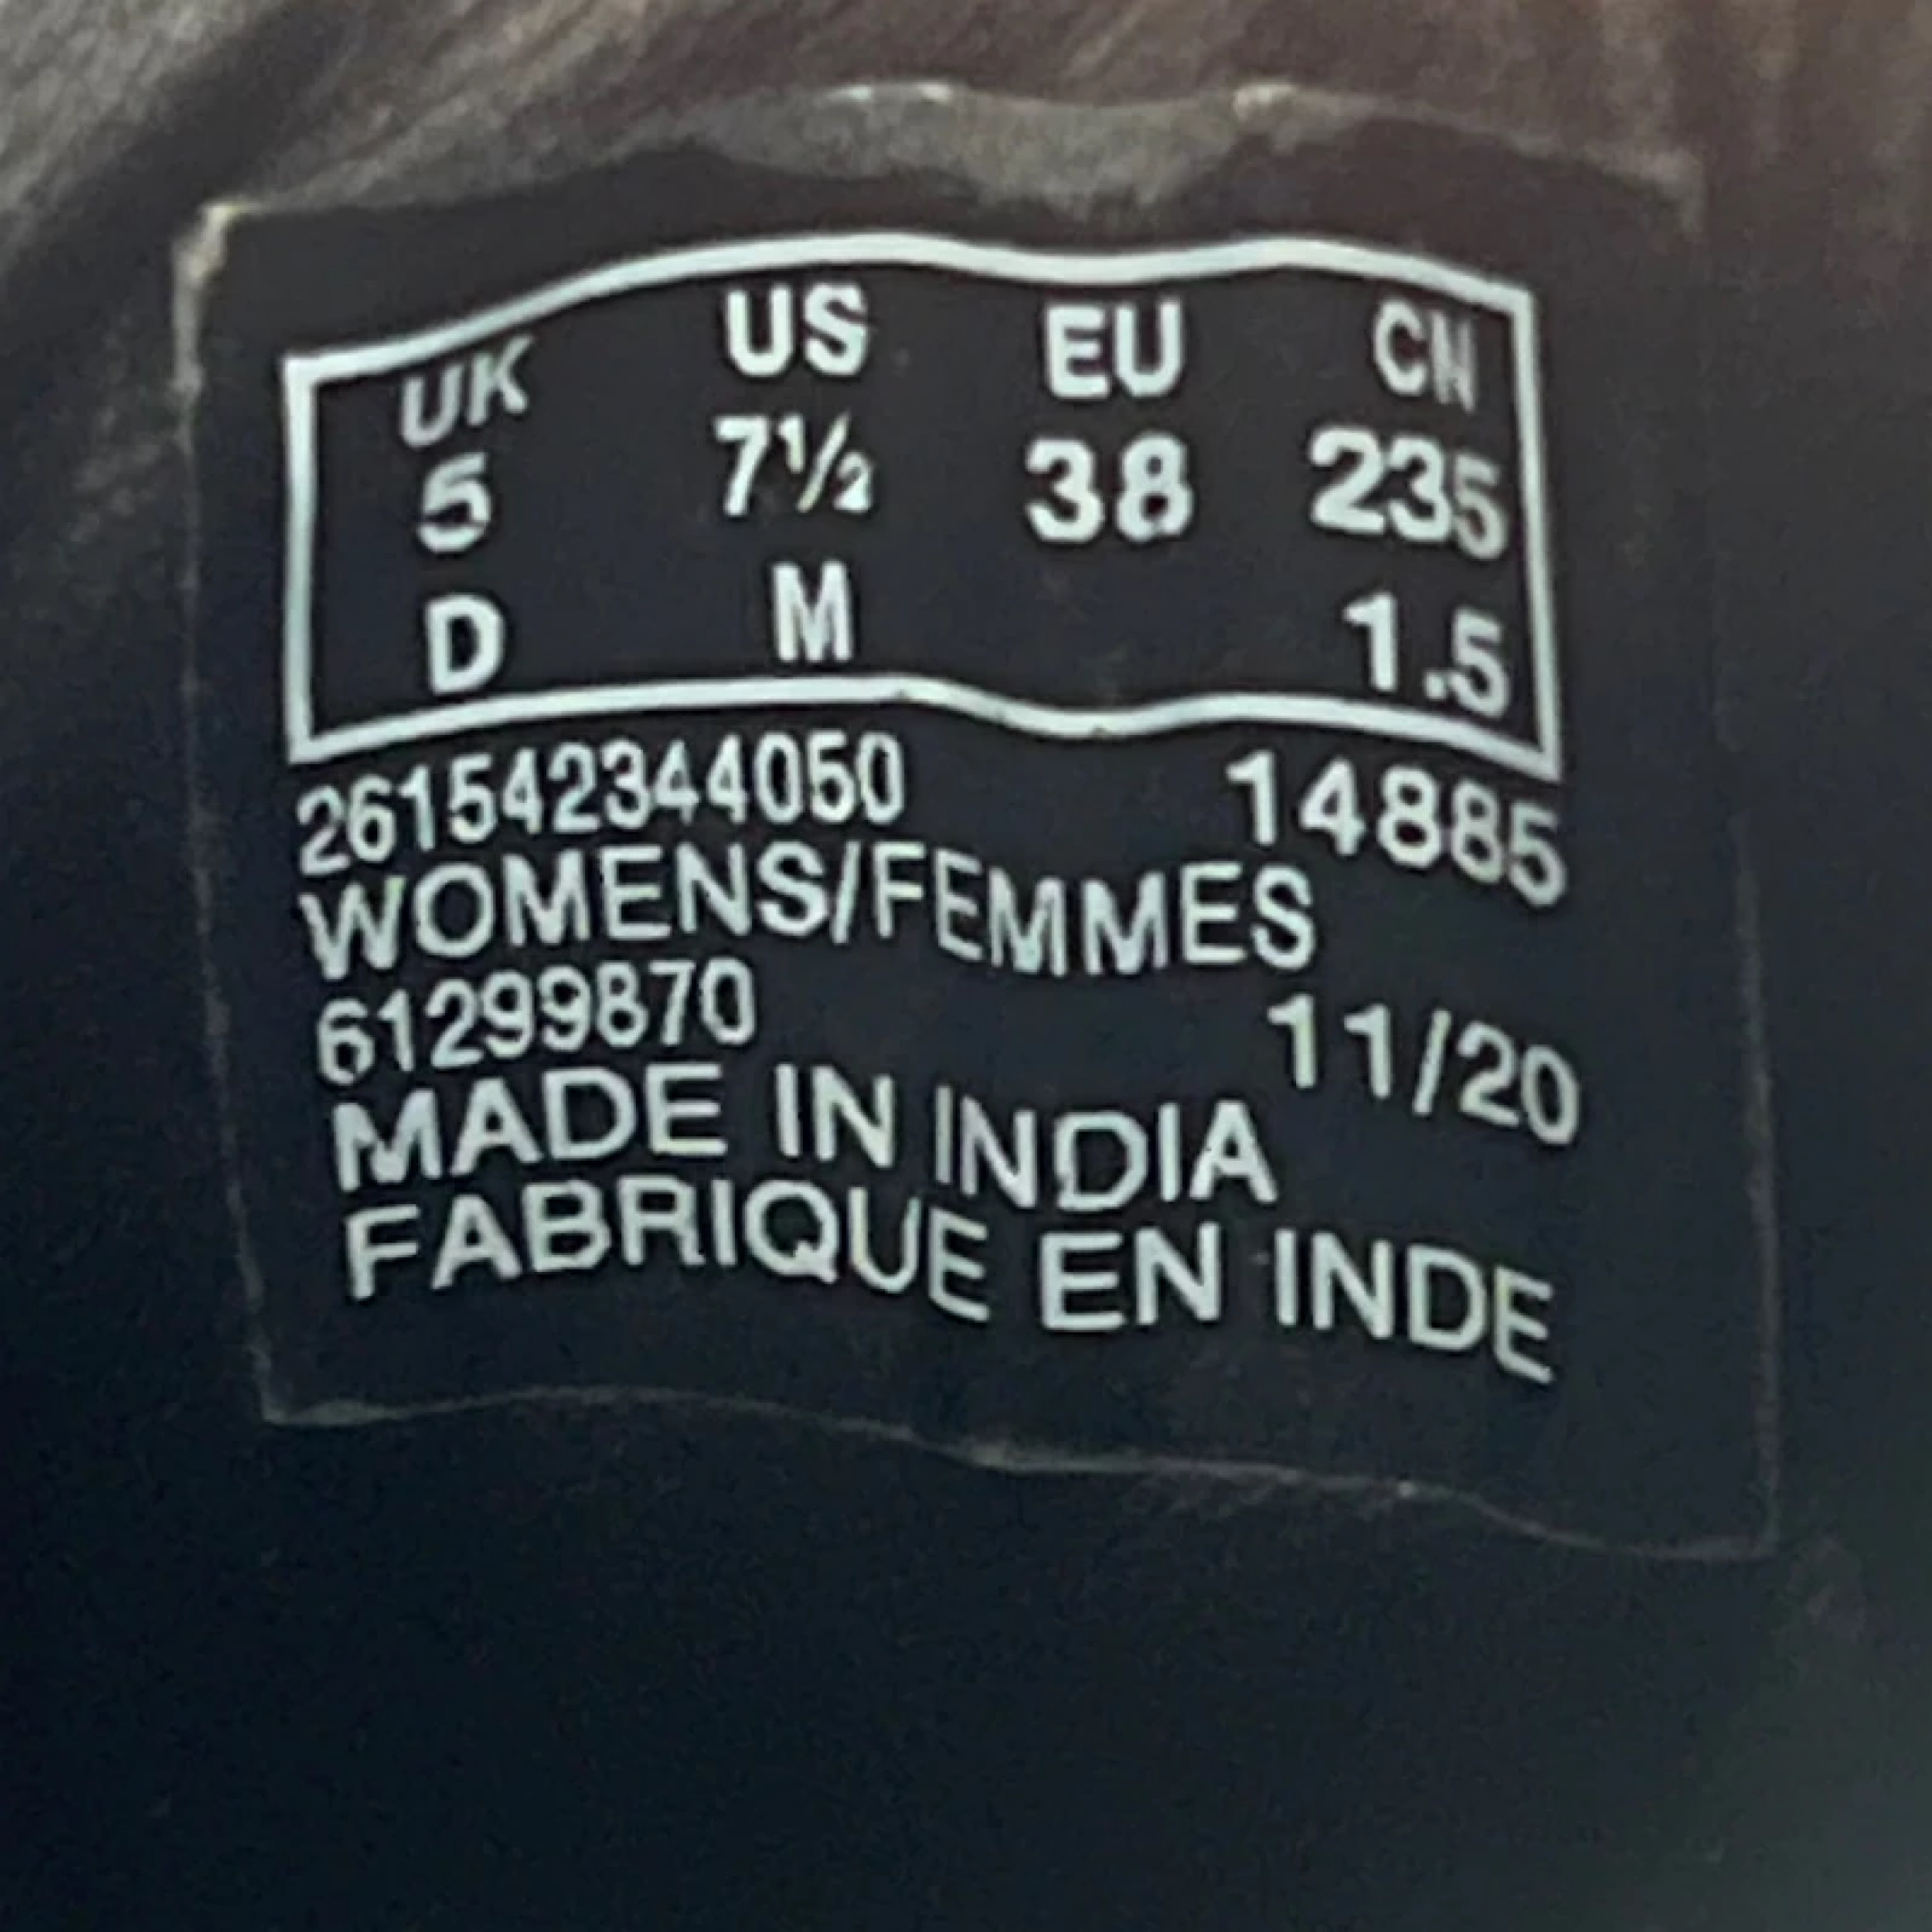 UK US EU CN
5 7½ 38 235
D M 1.5
261542344050 14885
WOMENS/FEMMES
61299870 11/20
MADE IN INDIA
FABRIQUE EN INDE